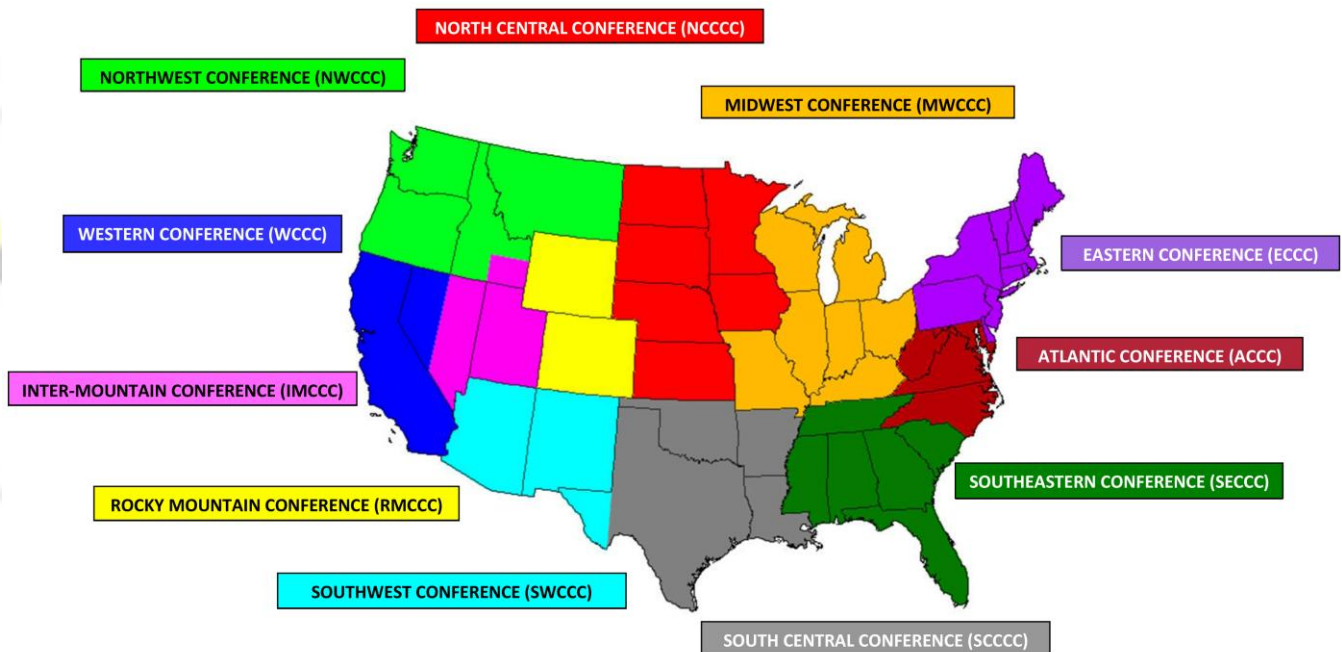 NORTH CENTRAL CONFERENCE (NCCCC)
NORTHWEST CONFERENCE (NWCCC)
MIDWEST CONFERENCE (MWCCC)
WESTERN CONFERENCE (WCCC)
EASTERN CONFERENCE (ECCC)
ATLANTIC CONFERENCE (ACCC)
INTER-MOUNTAIN CONFERENCE (IMCCC)
SOUTHEASTERN CONFERENCE (SECCC)
ROCKY MOUNTAIN CONFERENCE (RMCCC)
SOUTHWEST CONFERENCE (SWCCC)
SOUTH CENTRAL CONFERENCE (SCCCC)